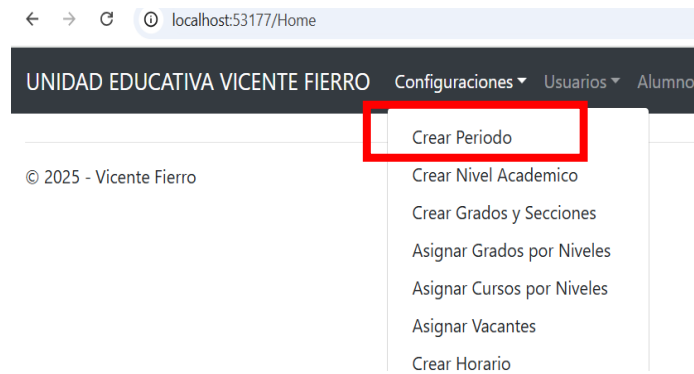 localhost:53177/Home
UNIDAD EDUCATIVA VICENTE FIERRO Configuraciones Usuarios Alumno
Crear Periodo
© 2025 - Vicente Fierro
Crear Nivel Academico
Crear Grados y Secciones
Asignar Grados por Niveles
Asignar Cursos por Niveles
Asignar Vacantes
Crear Horario